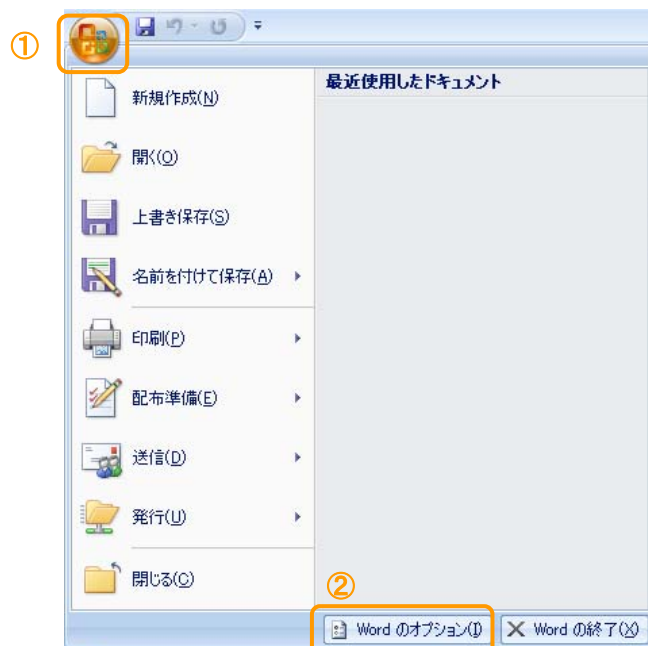 ①
最近使用したドキュメント
新規作成(N)
開く(O)
上書き保存(S)
名前を付けて保存(A)
印刷(P)
配布準備(E)
送信(D)
発行(U)
閉じる(C)
②
Word のオプション(I) Word の終了(X)